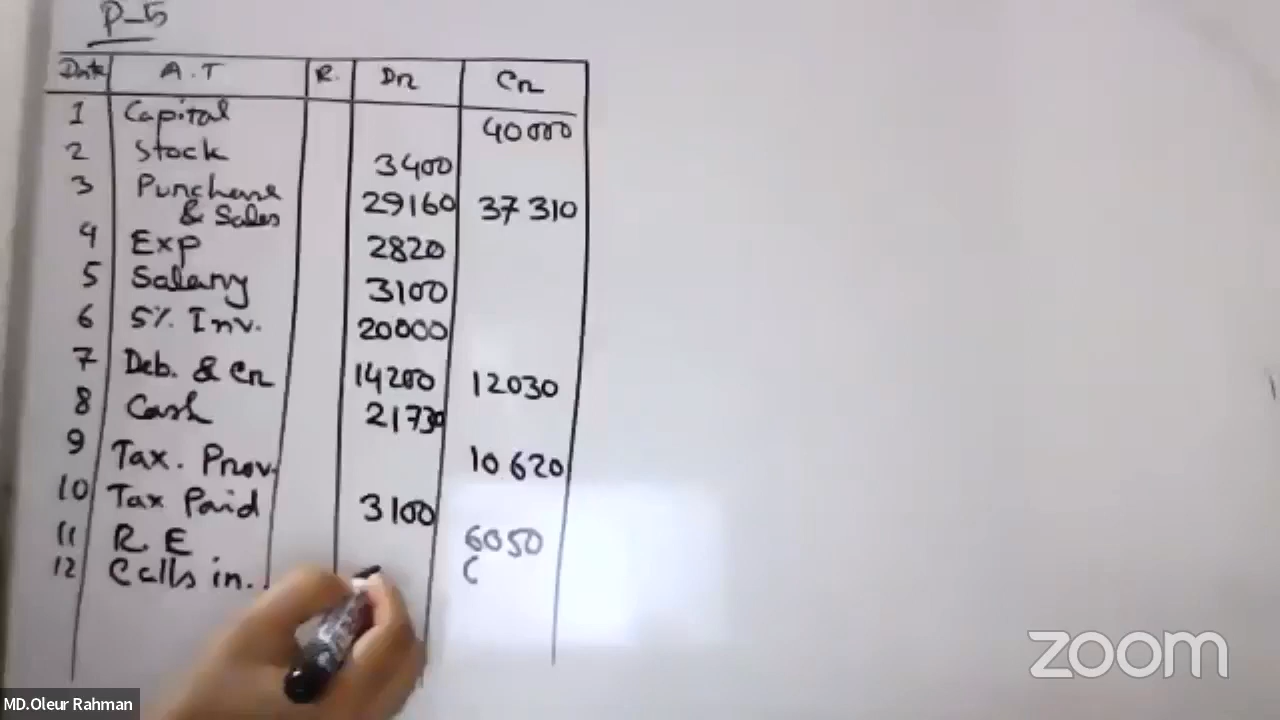 P-5
Date A.T R. Dr Cr
1 Capital 40000
2 Stock 3400
3 Purchase 29160 37310
& Sales
4 Exp 2820
5 Salary 3100
6 5% Inv. 20000
7 Deb. & Cr 14200 12030
8 Cash 21730
9 Tax. Prov. 10620
10 Tax Paid 3100
11 R E 6050
12 Calls in. (
zoom
MD.Oleur Rahman